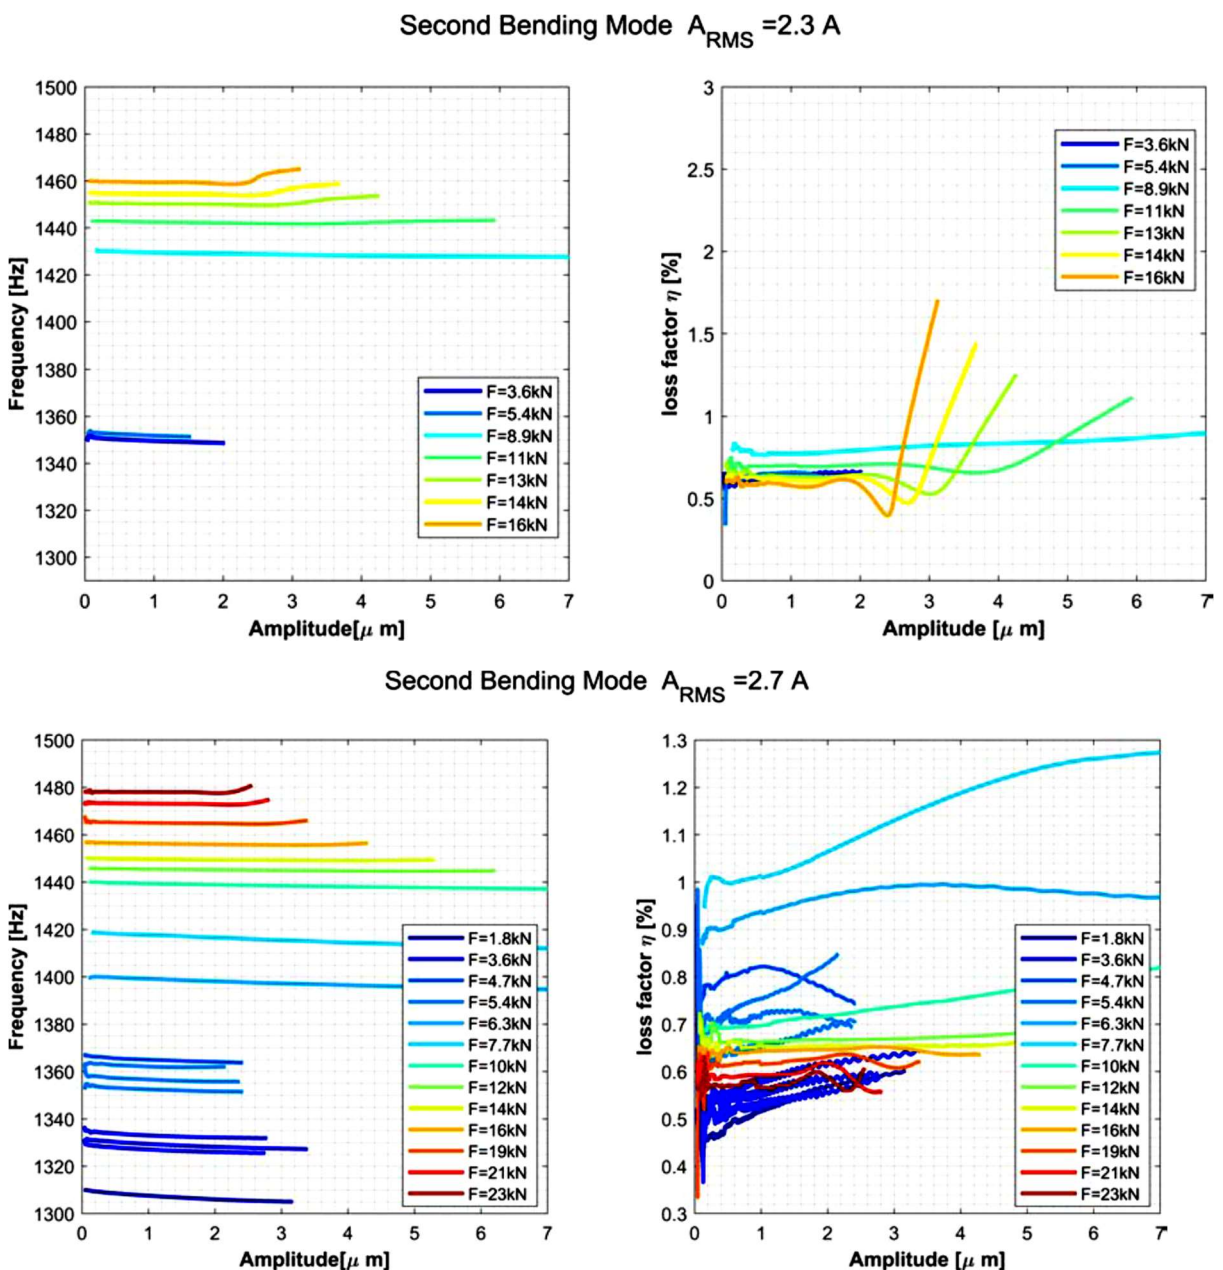 Second Bending Mode A_RMS =2.3 A
1500
1480
1460
1440
1420
1400
1380
1360
1340
1320
1300
Frequency [Hz]
0 1 2 3 4 5 6 7
Amplitude[μ m]
F=3.6kN
F=5.4kN
F=8.9kN
F=11kN
F=13kN
F=14kN
F=16kN
3
2.5
2
1.5
1
0.5
0
loss factor η [%]
0 1 2 3 4 5 6 7
Amplitude [μ m]
F=3.6kN
F=5.4kN
F=8.9kN
F=11kN
F=13kN
F=14kN
F=16kN
Second Bending Mode A_RMS =2.7 A
1500
1480
1460
1440
1420
1400
1380
1360
1340
1320
1300
Frequency [Hz]
0 1 2 3 4 5 6 7
Amplitude[μ m]
F=1.8kN
F=3.6kN
F=4.7kN
F=5.4kN
F=6.3kN
F=7.7kN
F=10kN
F=12kN
F=14kN
F=16kN
F=19kN
F=21kN
F=23kN
1.3
1.2
1.1
1
0.9
0.8
0.7
0.6
0.5
0.4
0.3
loss factor η [%]
0 1 2 3 4 5 6 7
Amplitude [μ m]
F=1.8kN
F=3.6kN
F=4.7kN
F=5.4kN
F=6.3kN
F=7.7kN
F=10kN
F=12kN
F=14kN
F=16kN
F=19kN
F=21kN
F=23kN